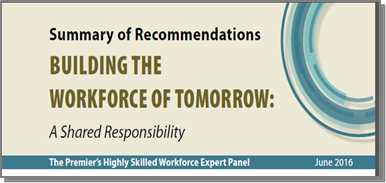 Summary of Recommendations
BUILDING THE
WORKFORCE OF TOMORROW:
A Shared Responsibility
The Premier's Highly Skilled Workforce Expert Panel June 2016